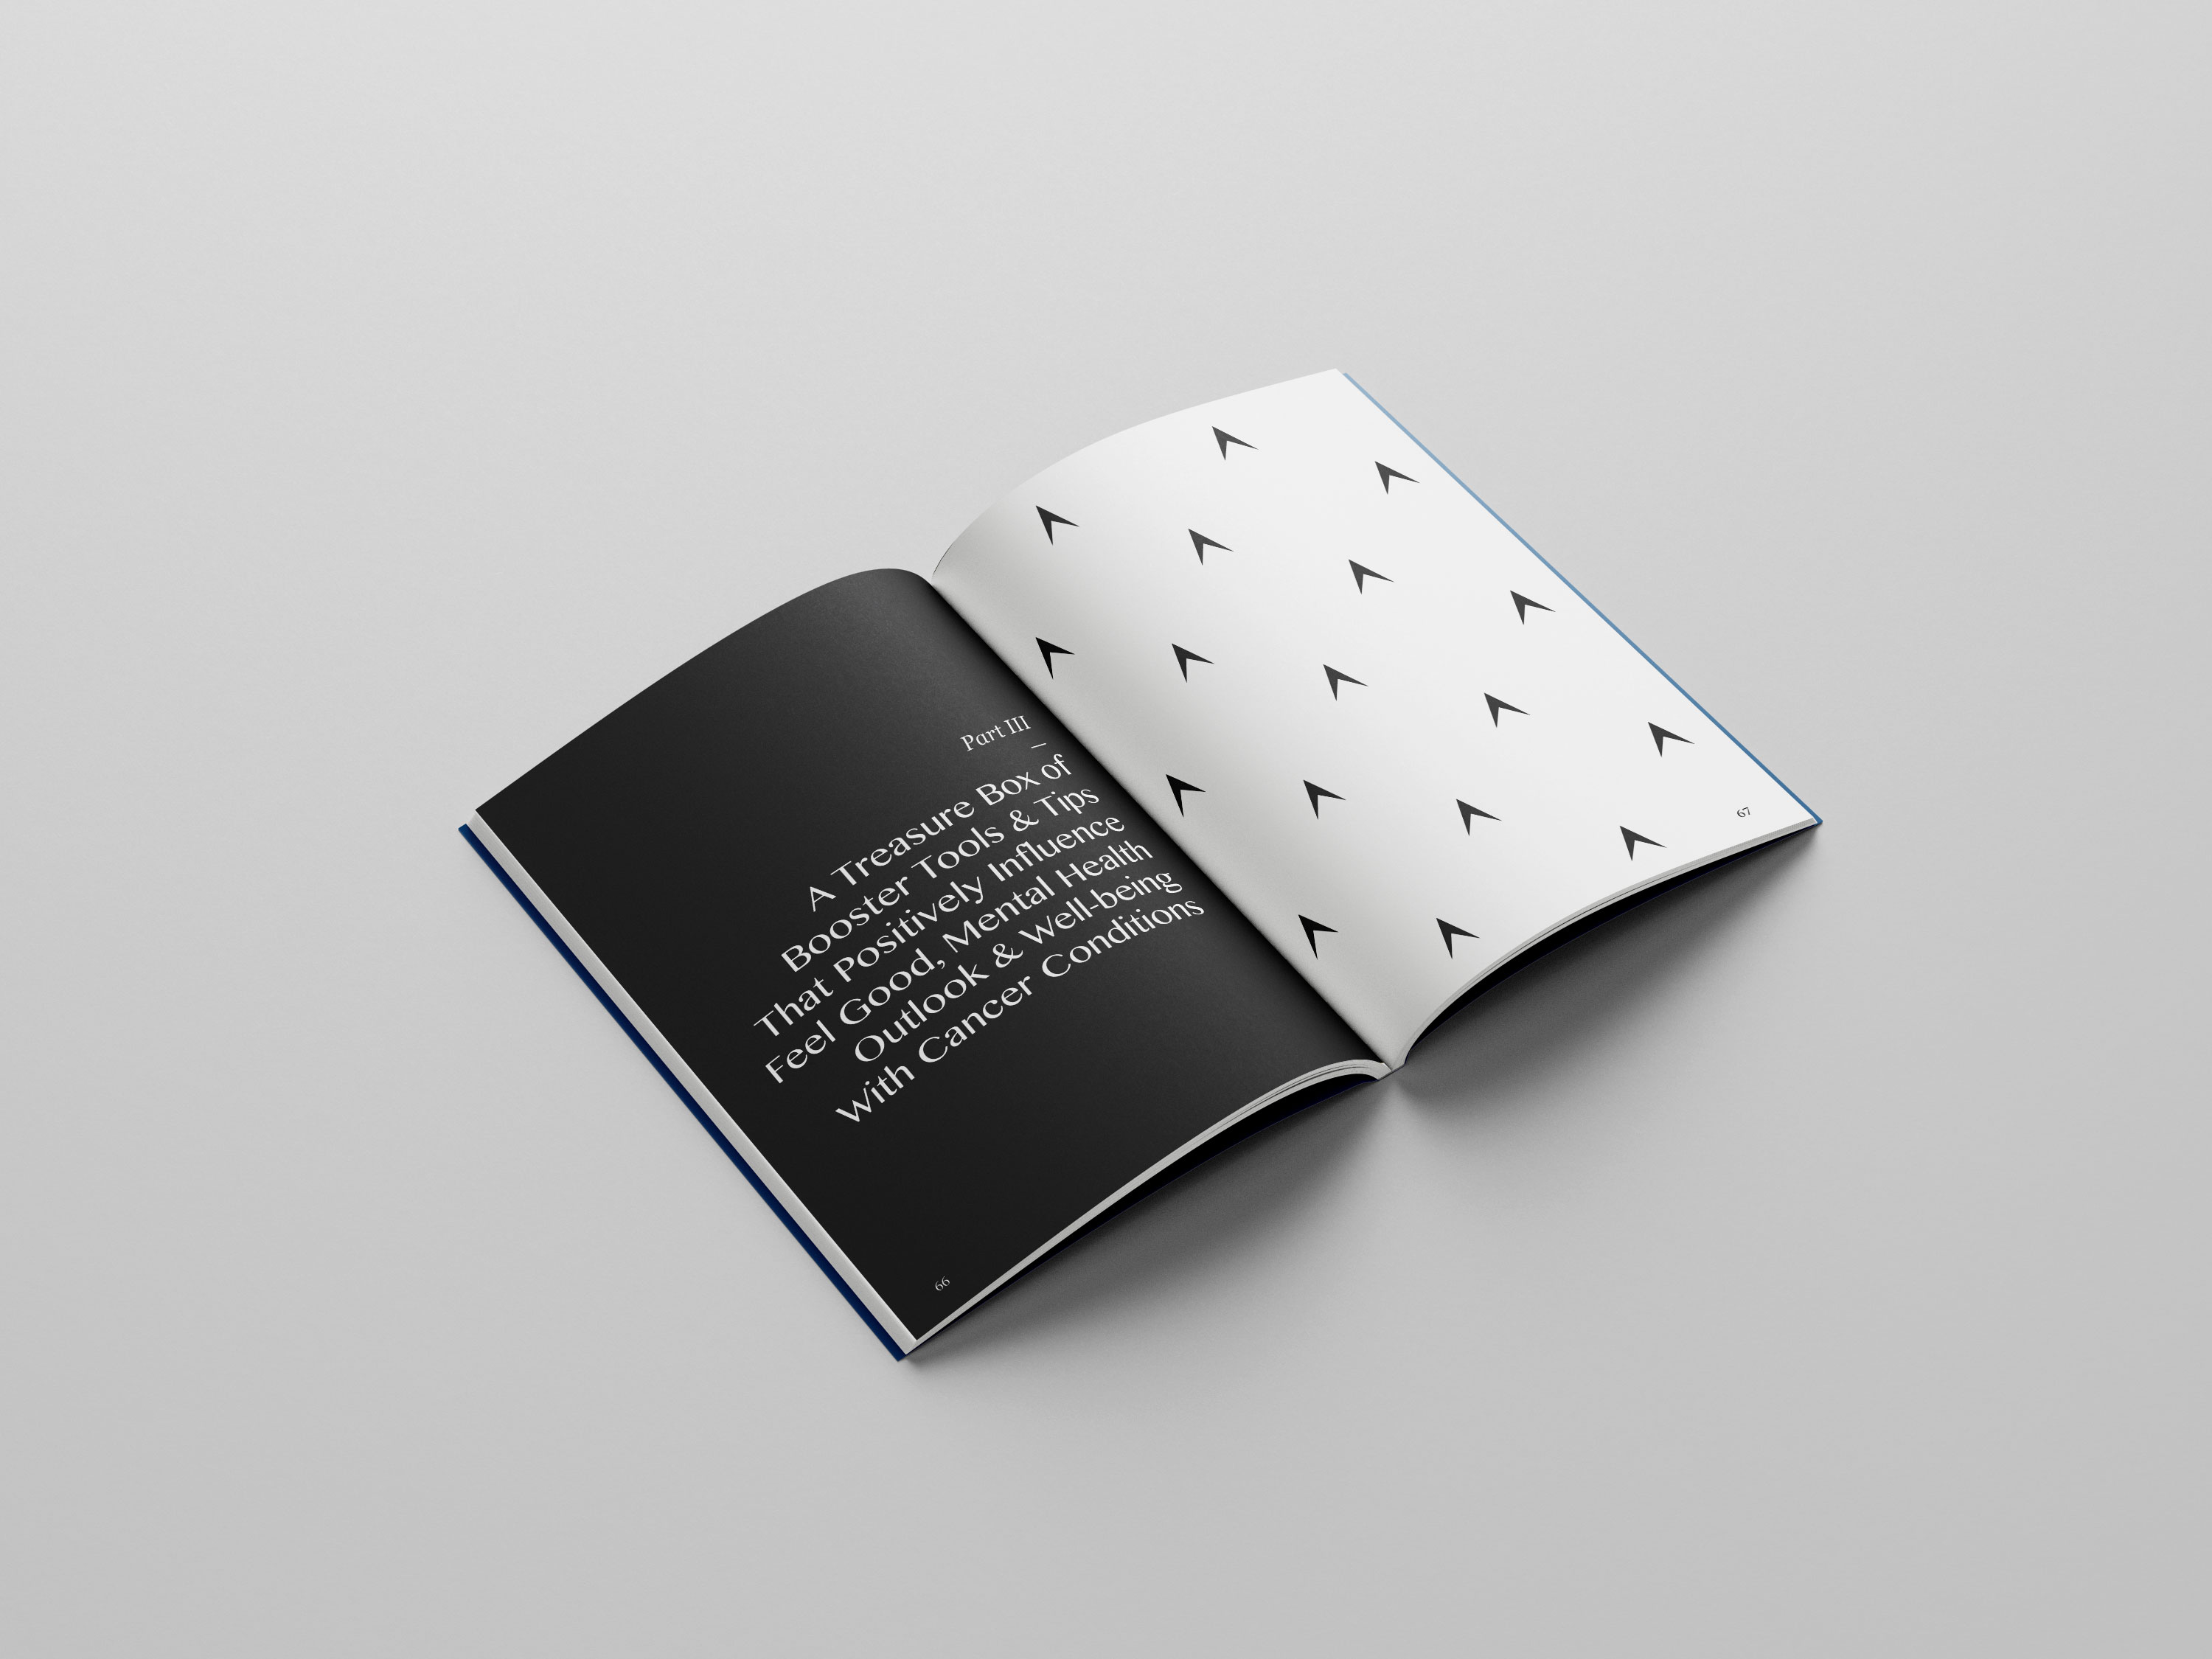 Part III
—
A Treasure Box of
Booster Tools & Tips
That Positively Influence
Feel Good, Mental Health
Outlook & Well-being
with Cancer Conditions
66
67